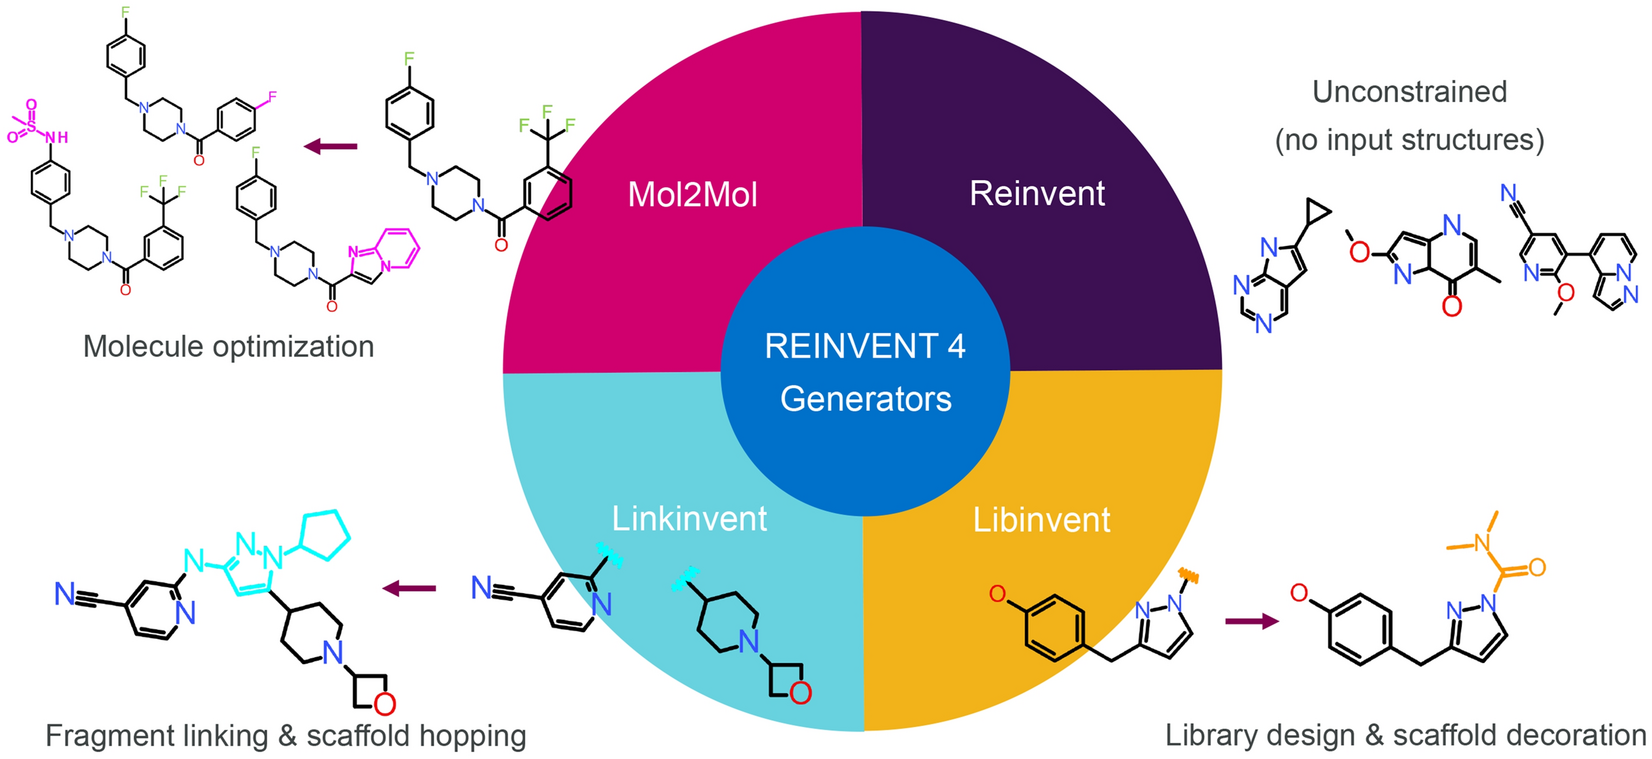 Mol2Mol
Reinvent
Unconstrained
(no input structures)
Molecule optimization
REINVENT 4
Generators
Linkinvent
Libinvent
Fragment linking & scaffold hopping
Library design & scaffold decoration
F
F
N
N
O
O
S
O
NH
F
F
F
N
N
O
F
N
N
O
N
N
F
F
F
F
N
N
O
N
N
N
O
N
N
O
N
N
O
N
N
N
N
N
N
N
N
O
N
N
N
O
O
N
N
O
N
N
N
O